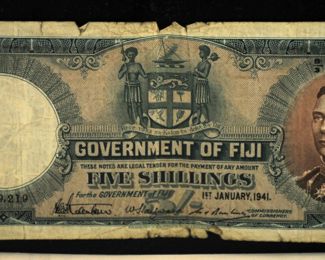 GOVERNMENT OF FIJI
THESE NOTES ARE LEGAL TENDER FOR THE PAYMENT OF ANY AMOUNT
FIVE SHILLINGS
for the GOVERNMENT OF FIJI
1ST JANUARY, 1941.
COMMISSIONERS
OF CURRENCY.